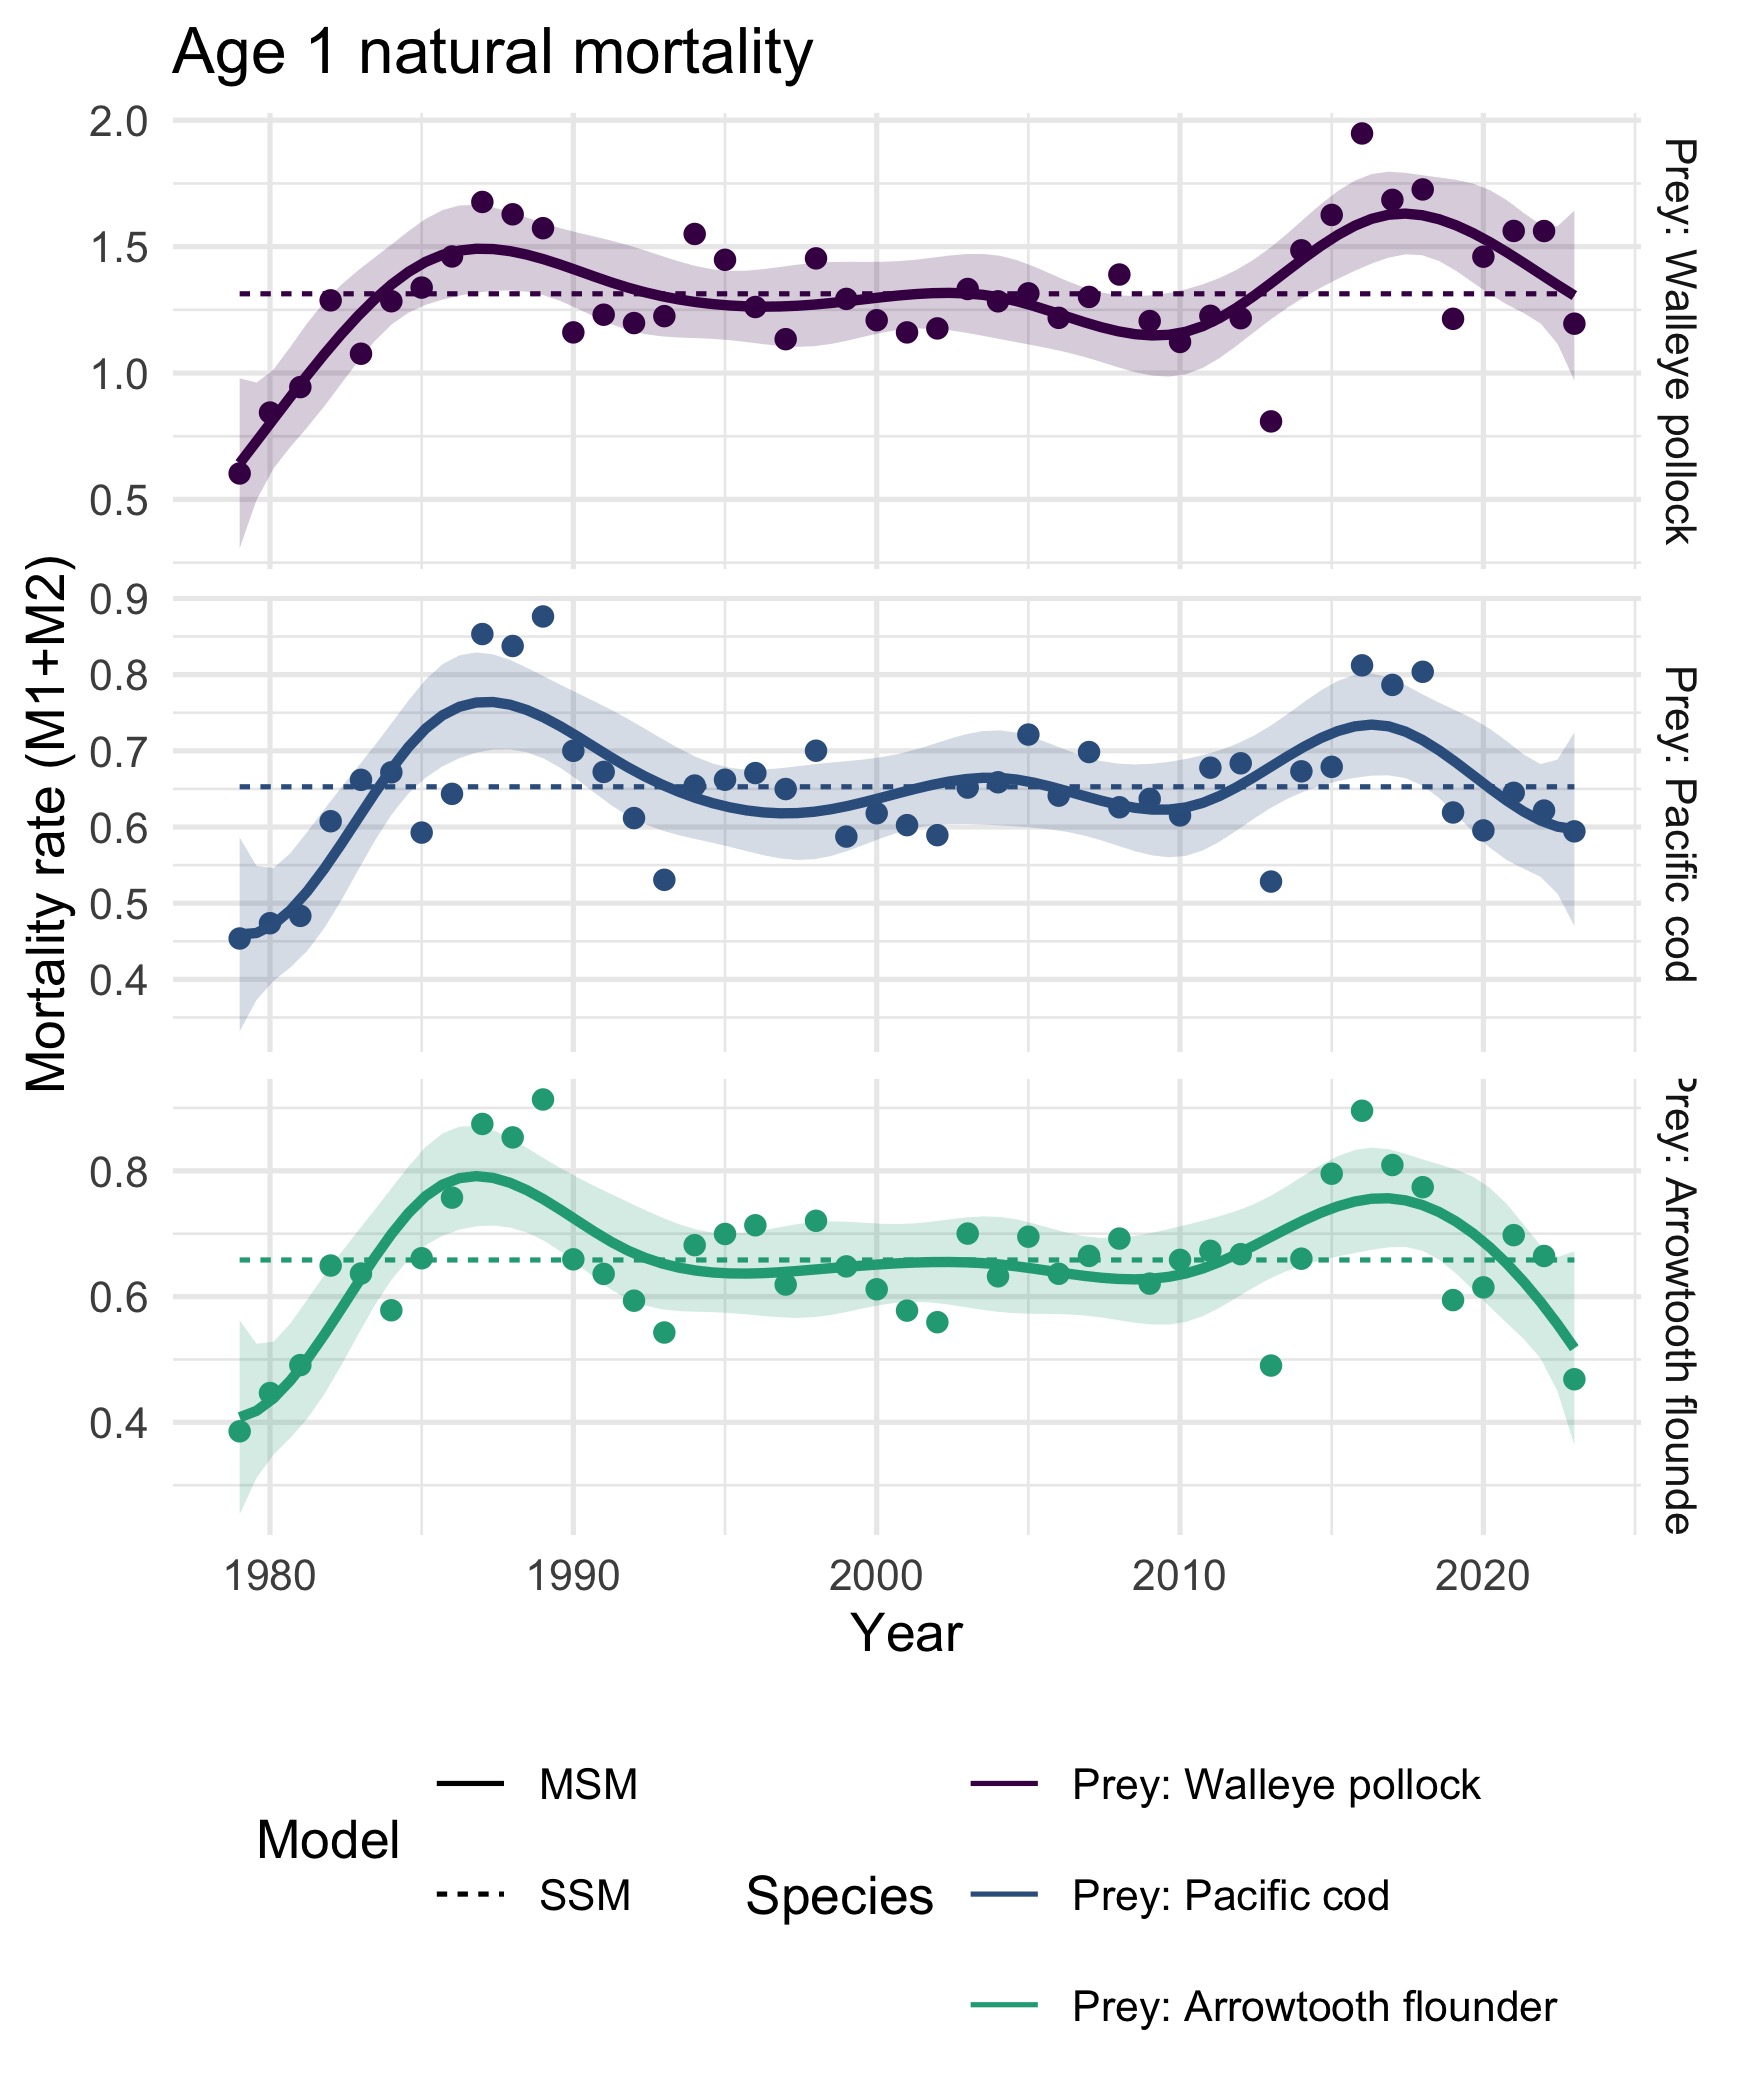 Age 1 natural mortality
Mortality rate (M1+M2)
2.0
1.5
1.0
0.5
Prey: Walleye pollock
0.9
0.8
0.7
0.6
0.5
0.4
Prey: Pacific cod
0.8
0.6
0.4
Prey: Arrowtooth flounde
1980 1990 2000 2010 2020
Year
Model
MSM
SSM
Species
Prey: Walleye pollock
Prey: Pacific cod
Prey: Arrowtooth flounder